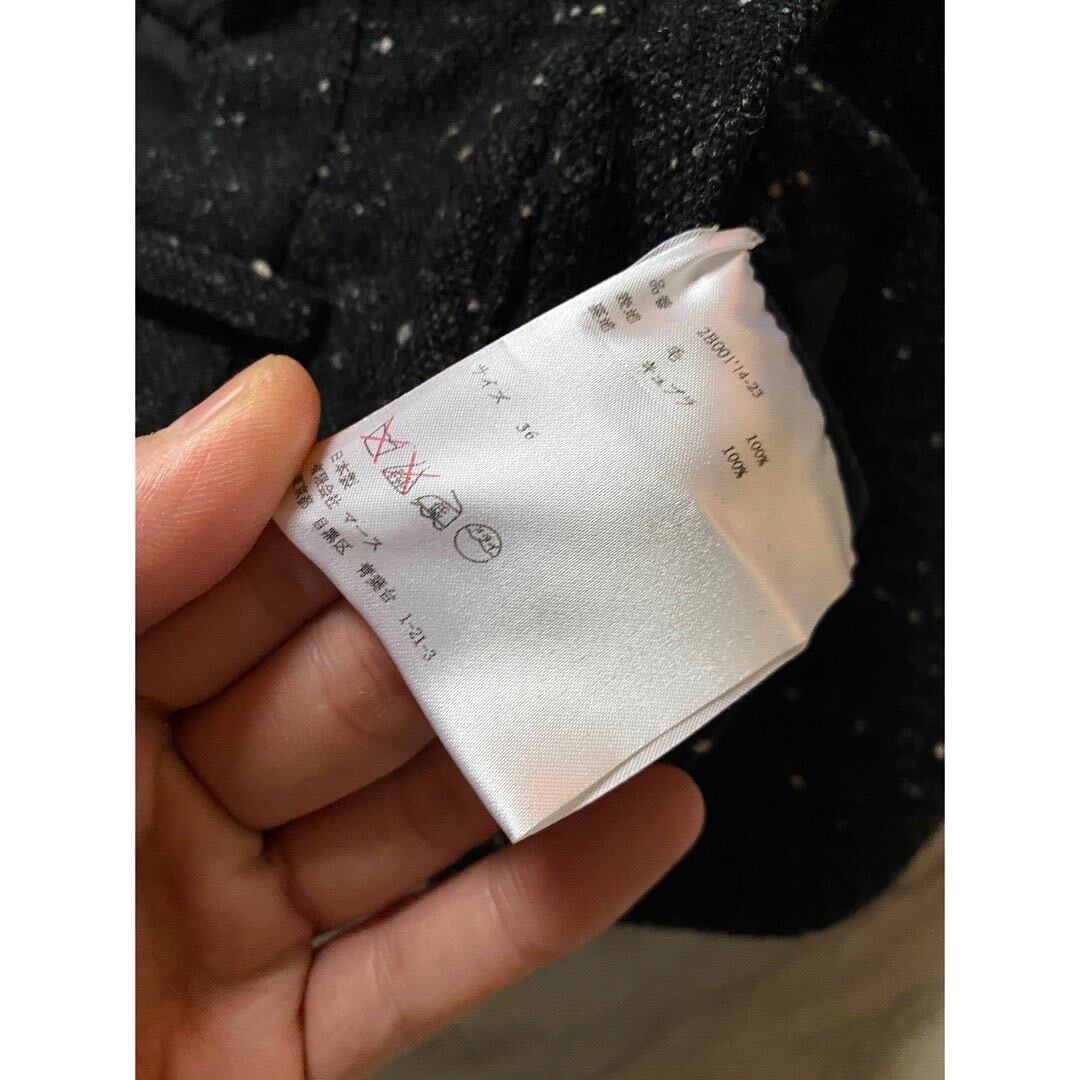 品番 2B001'14-23
表地 毛 100%
裏地 キュプラ 100%
サイズ 36
日本製
有限会社 マーズ
東京都 目黒区 青葉台 1-21-3